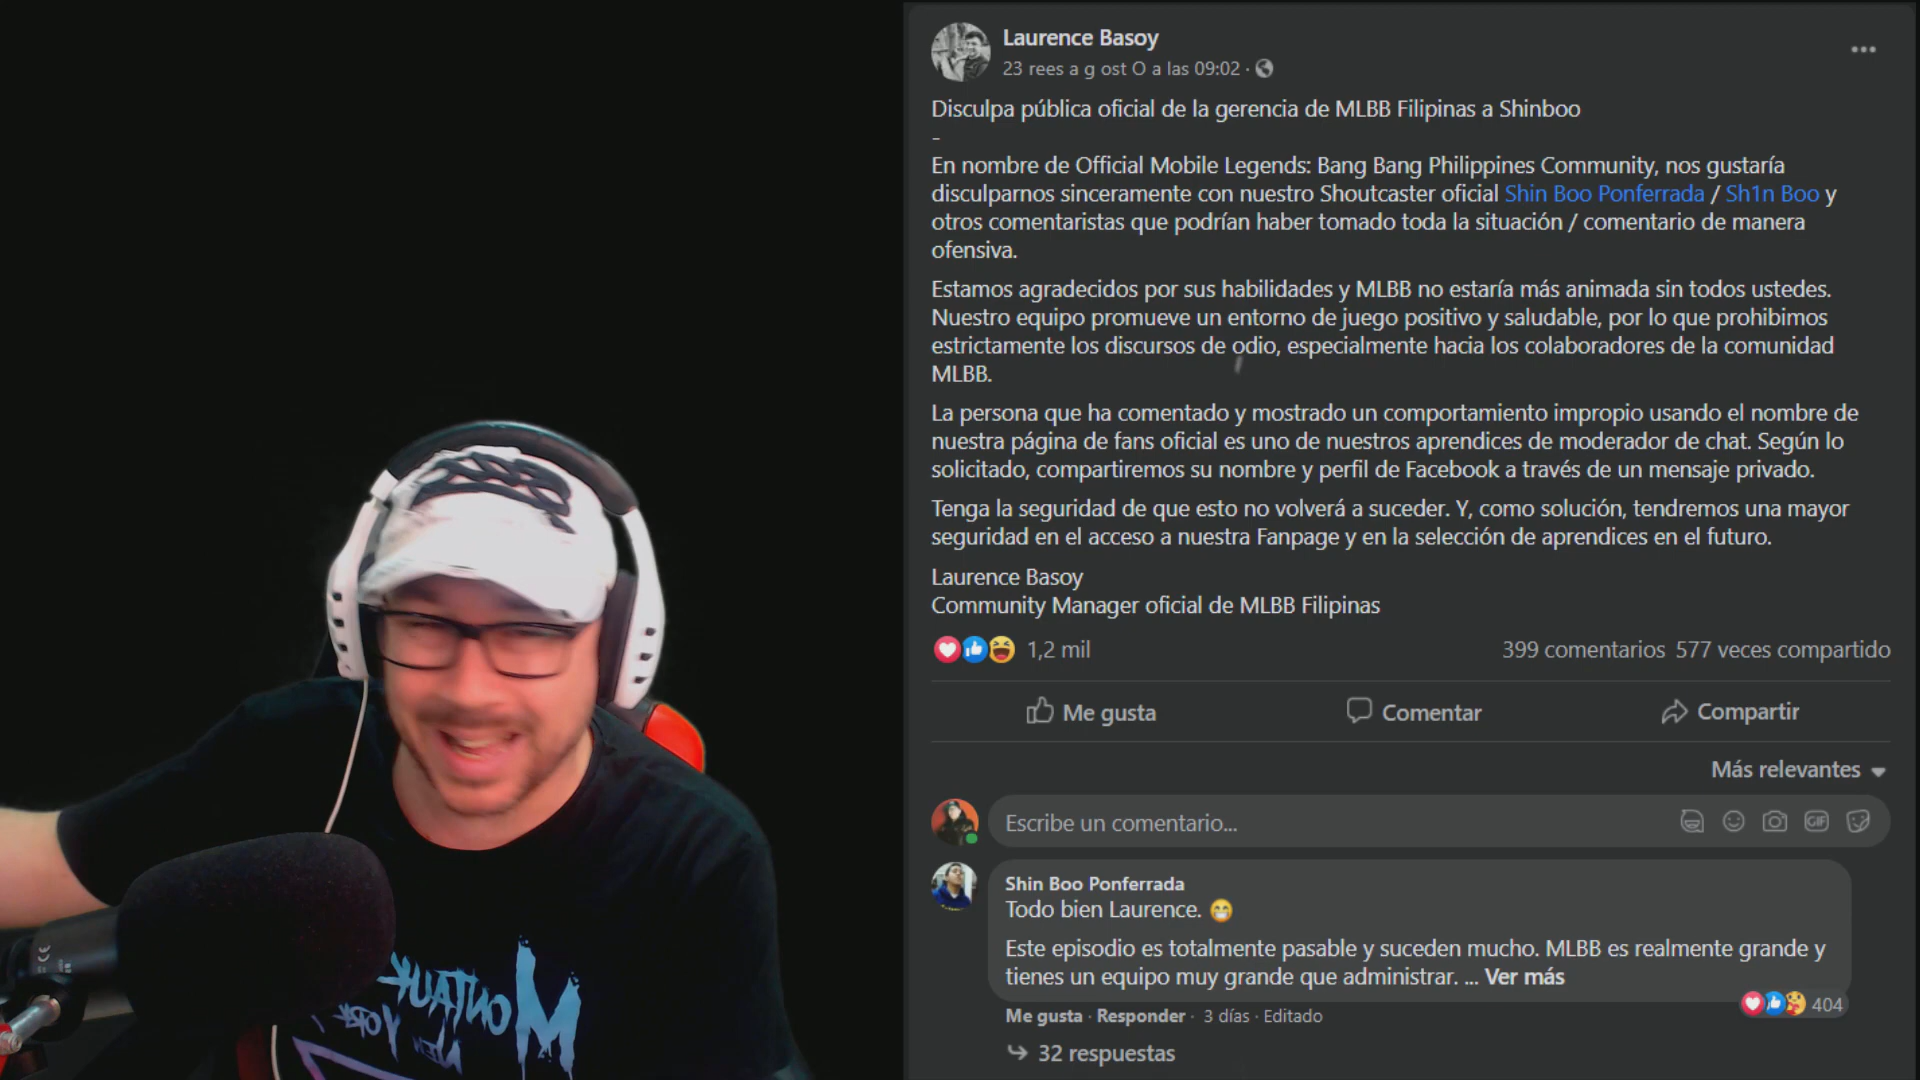 Laurence Basoy
23 rees a g ost O a las 09:02 ·
Disculpa pública oficial de la gerencia de MLBB Filipinas a Shinboo
-
En nombre de Official Mobile Legends: Bang Bang Philippines Community, nos gustaría
disculparnos sinceramente con nuestro Shoutcaster oficial Shin Boo Ponferrada / Sh1n Boo y
otros comentaristas que podrían haber tomado toda la situación / comentario de manera
ofensiva.
Estamos agradecidos por sus habilidades y MLBB no estaría más animada sin todos ustedes.
Nuestro equipo promueve un entorno de juego positivo y saludable, por lo que prohibimos
estrictamente los discursos de odio, especialmente hacia los colaboradores de la comunidad
MLBB.
La persona que ha comentado y mostrado un comportamiento impropio usando el nombre de
nuestra página de fans oficial es uno de nuestros aprendices de moderador de chat. Según lo
solicitado, compartiremos su nombre y perfil de Facebook a través de un mensaje privado.
Tenga la seguridad de que esto no volverá a suceder. Y, como solución, tendremos una mayor
seguridad en el acceso a nuestra Fanpage y en la selección de aprendices en el futuro.
Laurence Basoy
Community Manager oficial de MLBB Filipinas
1,2 mil
399 comentarios 577 veces compartido
Me gusta
Comentar
Compartir
Más relevantes
Escribe un comentario...
GIF
Shin Boo Ponferrada
Todo bien Laurence.
Este episodio es totalmente pasable y suceden mucho. MLBB es realmente grande y
tienes un equipo muy grande que administrar. ... Ver más
404
Me gusta · Responder · 3 días · Editado
32 respuestas